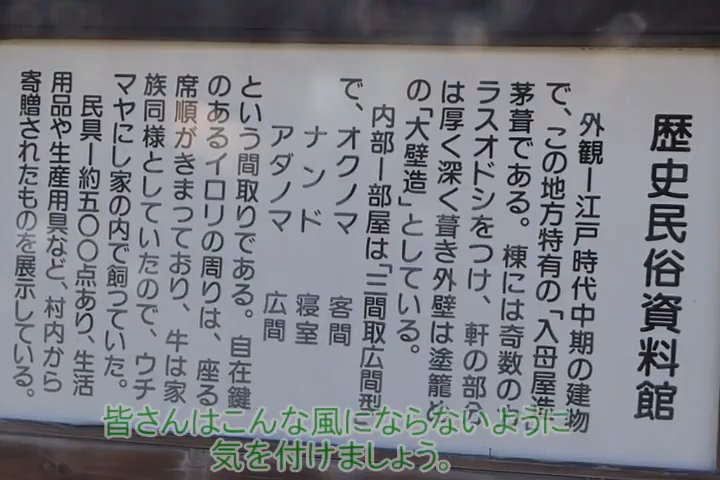 歴史民俗資料館
外観ー江戸時代中期の建物
で、この地方特有の「入母屋造
茅葺である。棟には奇数の
ラスオドシをつけ、軒の部
は厚く深く葺き外壁は塗籠
の「大壁造」としている。
内部ー部屋は「三間取広間型
で、オクノマ 客間
ナンド 寝室
アダノマ 広間
という間取りである。自在鍵
のあるイロリの周りは、座る
席順がきまっており、牛は家
族同様としていたので、ウチ
マヤにし家の内で飼っていた。
民具ー約五〇〇点あり、生活
用品や生産用具など、村内から
寄贈されたものを展示している。
皆さんはこんな風にならないように
気を付けましょう。